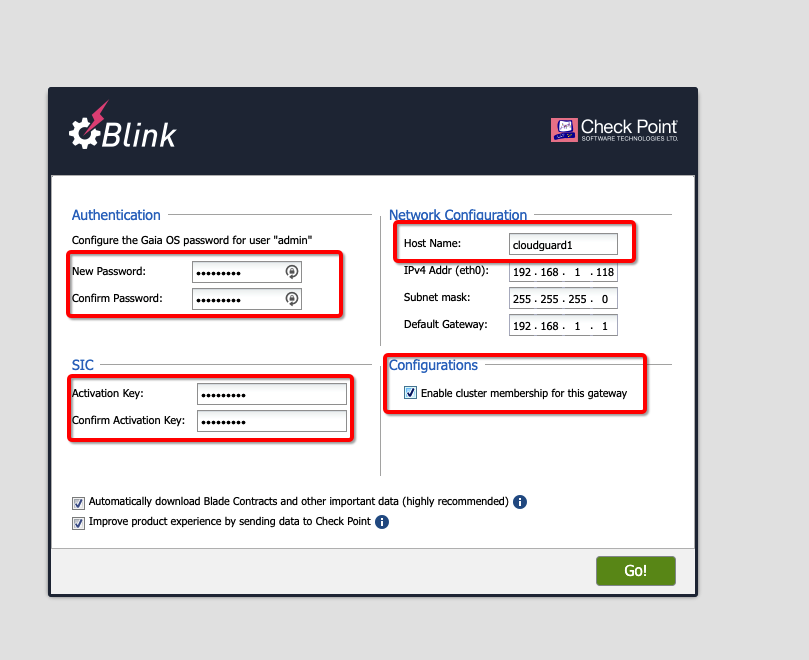 Blink
Check Point
SOFTWARE TECHNOLOGIES LTD.
Authentication
Configure the Gaia OS password for user "admin"
New Password: •••••••••
Confirm Password: •••••••••
Network Configuration
Host Name: cloudguard1
IPv4 Addr (eth0): 192 . 168 . 1 . 118
Subnet mask: 255 . 255 . 255 . 0
Default Gateway: 192 . 168 . 1 . 1
SIC
Activation Key: •••••••••
Confirm Activation Key: •••••••••
Configurations
Enable cluster membership for this gateway
Automatically download Blade Contracts and other important data (highly recommended)
Improve product experience by sending data to Check Point
Go!